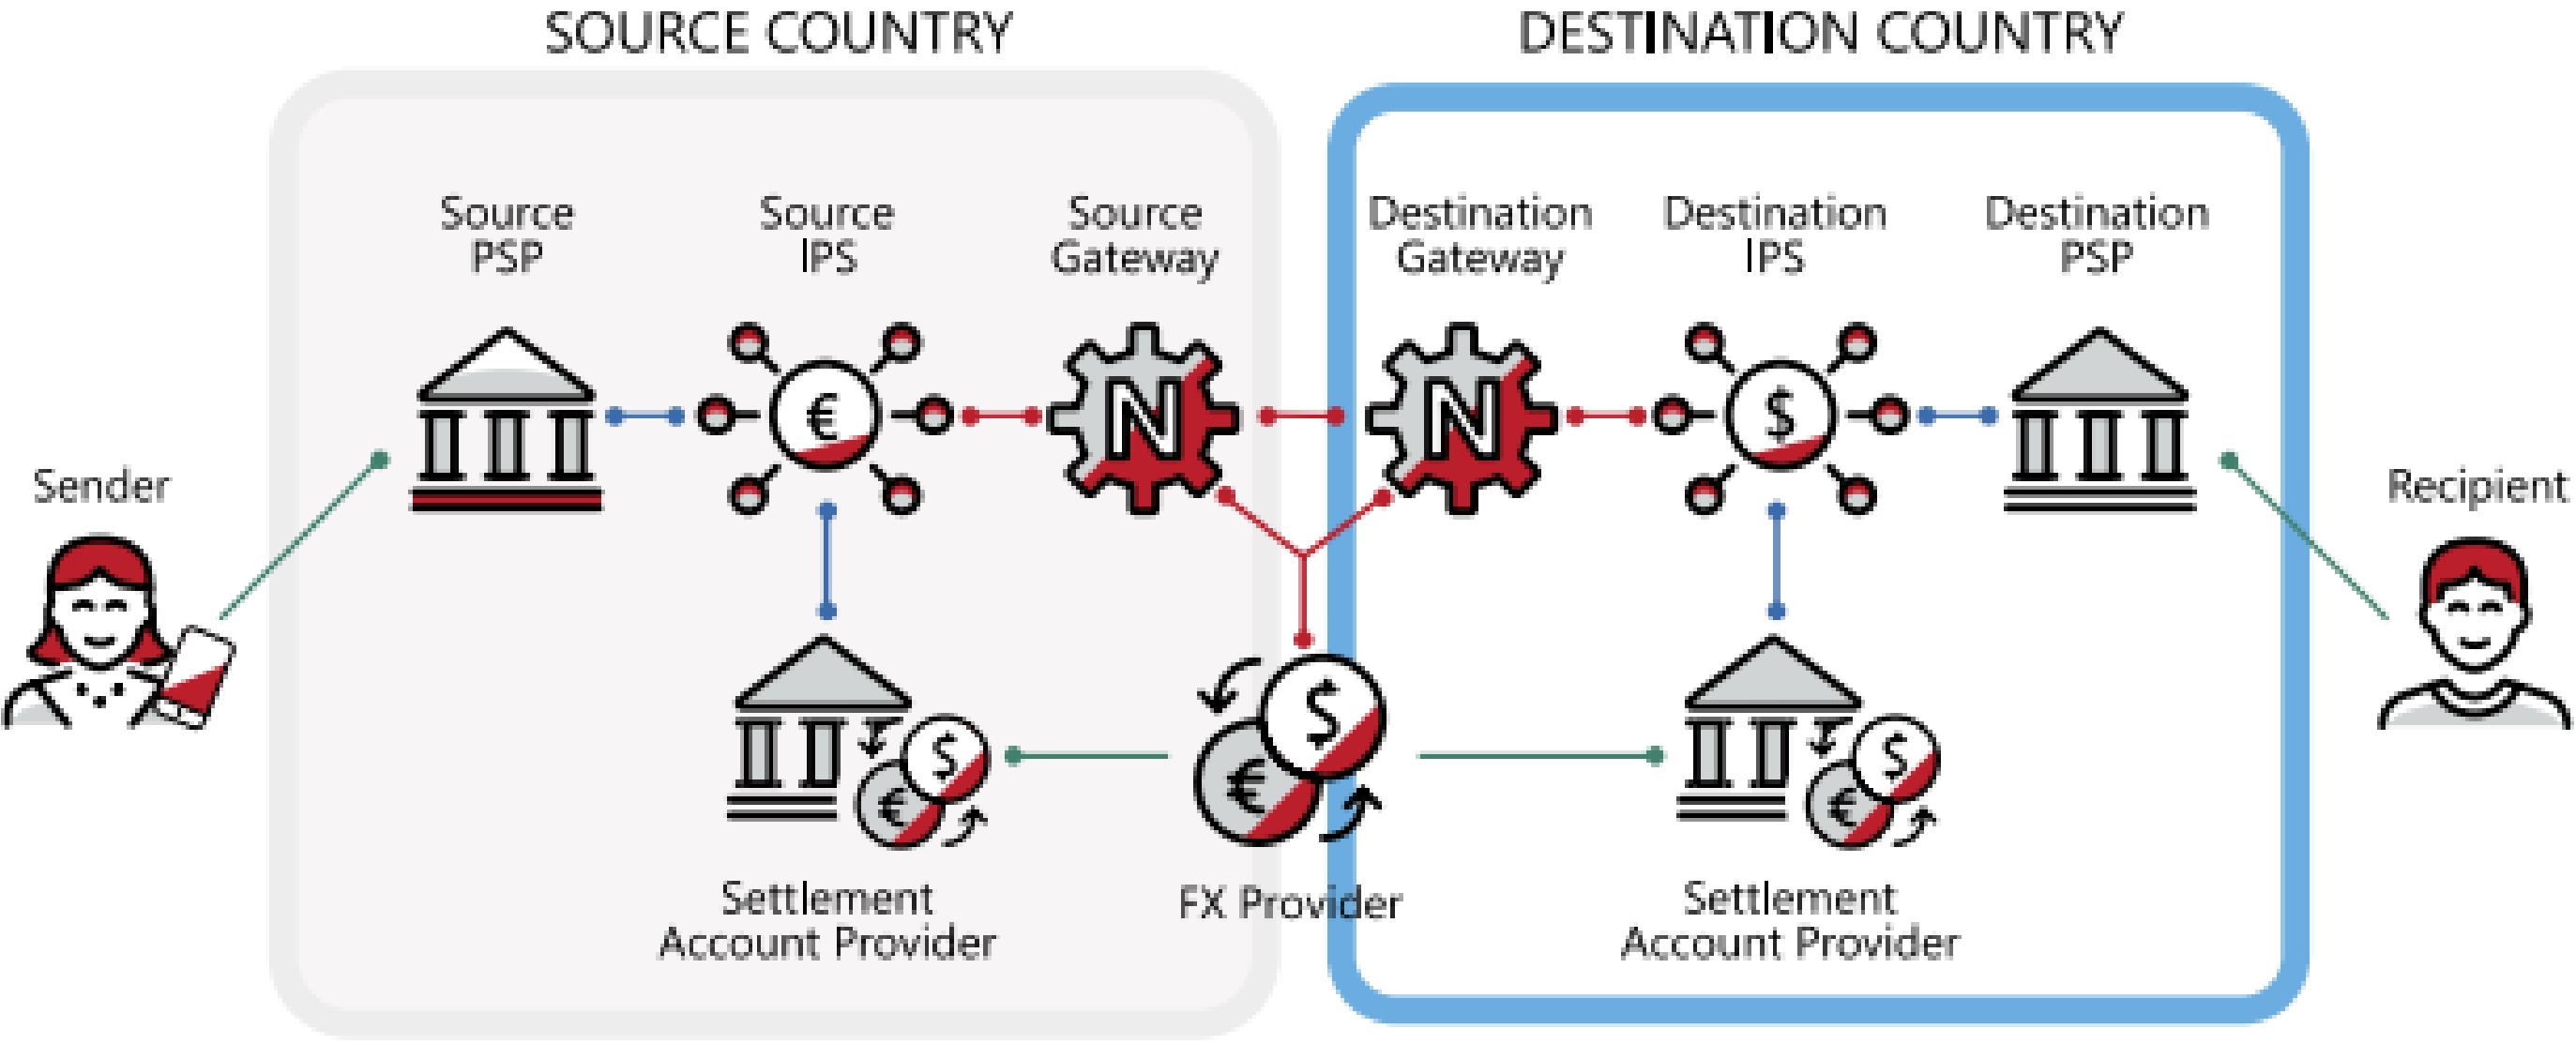 SOURCE COUNTRY
DESTINATION COUNTRY
Source
PSP
Source
IPS
Source
Gateway
Destination
Gateway
Destination
IPS
Destination
PSP
Sender
€
N
N
$
Recipient
$
€
$
€
$
€
Settlement
Account Provider
FX Provider
Settlement
Account Provider